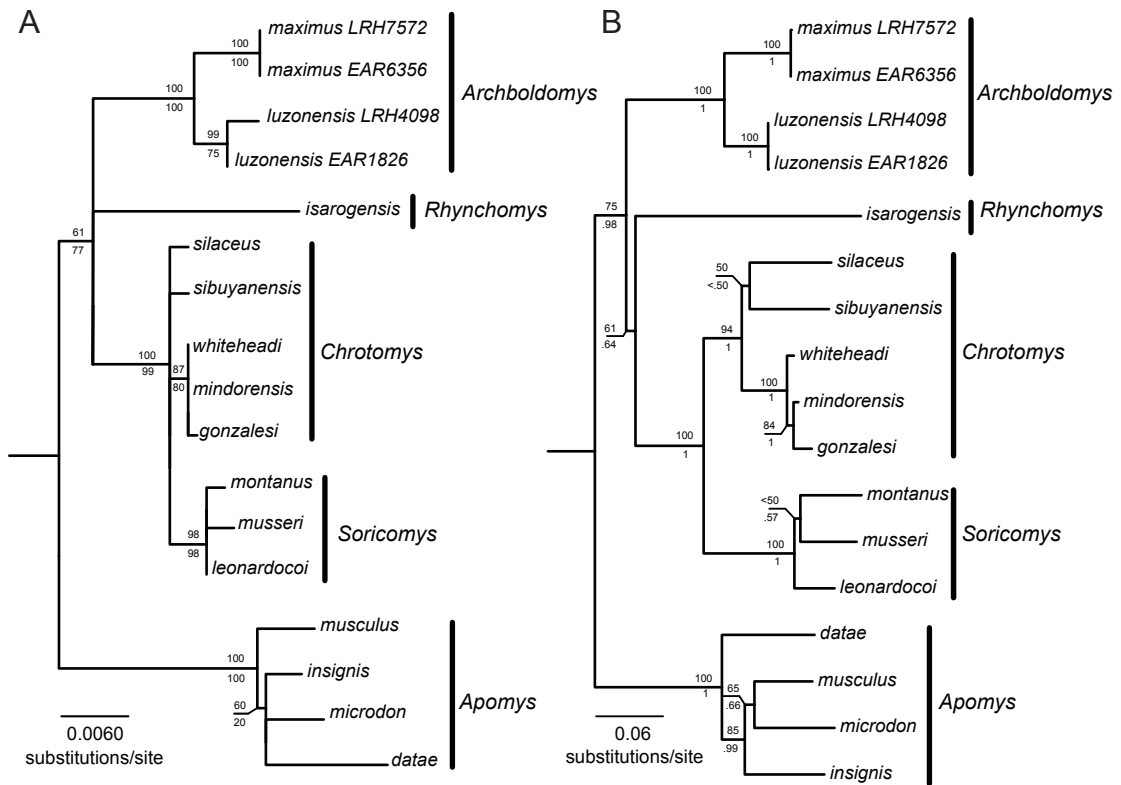 A
maximus LRH7572
100
100
maximus EAR6356
100
100
luzonensis LRH4098
99
75
luzonensis EAR1826
Archboldomys
isarogensis
Rhynchomys
61
77
silaceus
sibuyanensis
whiteheadi
100
99
87
80
mindorensis
gonzalesi
Chrotomys
montanus
musseri
98
98
leonardocoi
Soricomys
musculus
100
100
insignis
60
20
microdon
datae
Apomys
0.0060
substitutions/site
B
maximus LRH7572
100
1
maximus EAR6356
100
1
luzonensis LRH4098
100
1
luzonensis EAR1826
Archboldomys
75
.98
isarogensis
Rhynchomys
61
.64
silaceus
50
<.50
sibuyanensis
94
1
whiteheadi
100
1
mindorensis
84
1
gonzalesi
Chrotomys
100
1
montanus
<50
.57
musseri
100
1
leonardocoi
Soricomys
datae
100
1
65
.66
musculus
microdon
85
.99
insignis
Apomys
0.06
substitutions/site